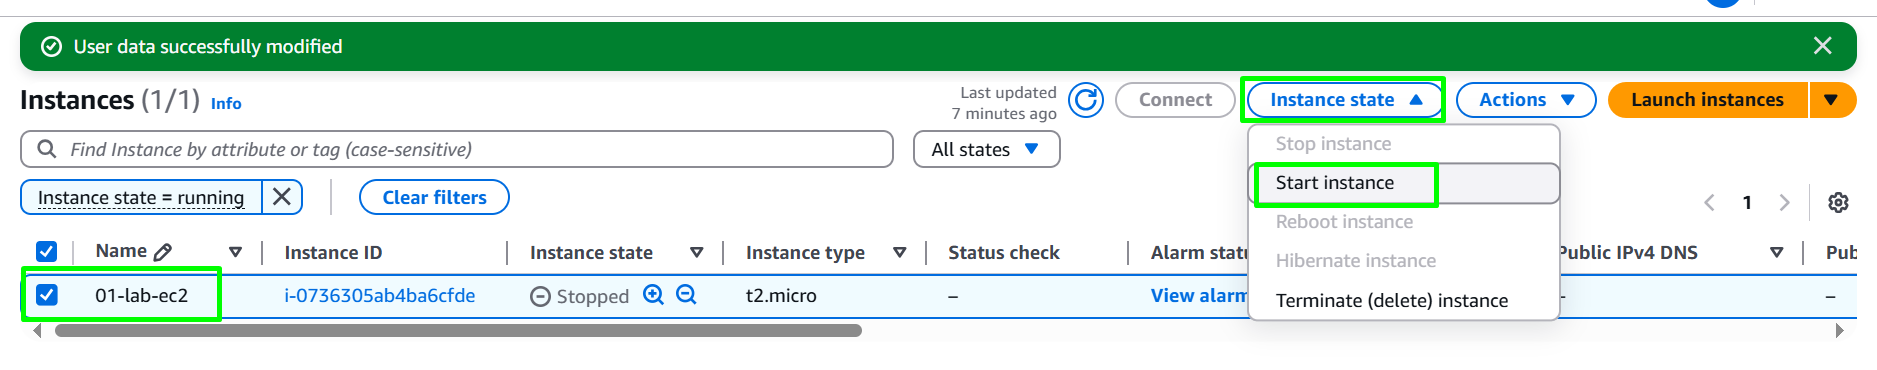 User data successfully modified
Instances (1/1) Info
Last updated
7 minutes ago
Connect
Instance state
Actions
Launch instances
Find Instance by attribute or tag (case-sensitive)
All states
Stop instance
Start instance
Reboot instance
Hibernate instance
Terminate (delete) instance
Instance state = running
Clear filters
1
Name
Instance ID
Instance state
Instance type
Status check
Alarm statu
Public IPv4 DNS
Pub
01-lab-ec2
i-0736305ab4ba6cfde
Stopped
t2.micro
–
View alarm
–
–